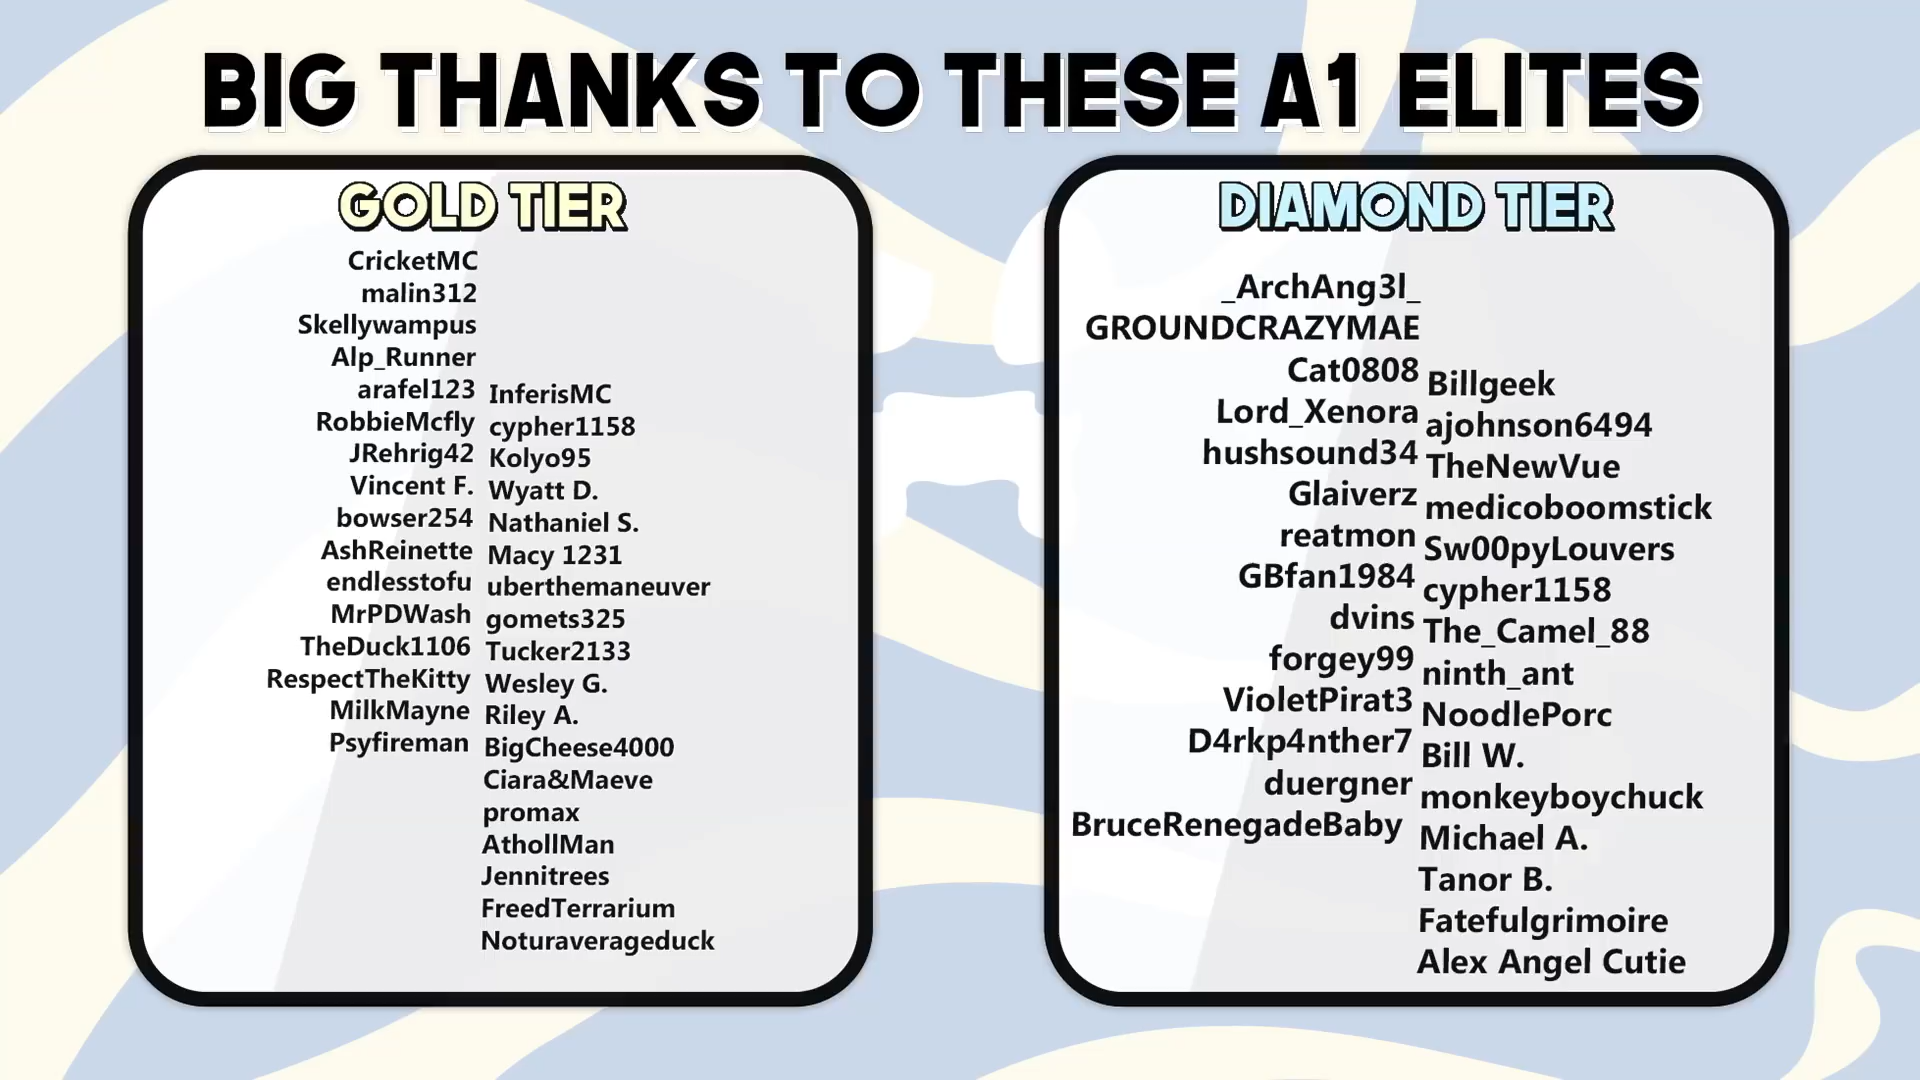 BIG THANKS TO THESE A1 ELITES
GOLD TIER
CricketMC
malin312
Skellywampus
Alp_Runner
arafel123
RobbieMcfly
JRehrig42
Vincent F.
bowser254
AshReinette
endlesstofu
MrPDWash
TheDuck1106
RespectTheKitty
MilkMayne
Psyfireman
InferisMC
cypher1158
Kolyo95
Wyatt D.
Nathaniel S.
Macy 1231
uberthemaneuver
gomets325
Tucker2133
Wesley G.
Riley A.
BigCheese4000
Ciara&Maeve
promax
AthollMan
Jennitrees
FreedTerrarium
Noturaverageduck
DIAMOND TIER
_ArchAng3l_
GROUNDCRAZYMAE
Cat0808
Lord_Xenora
hushsound34
Glaiverz
reatmon
GBfan1984
dvins
forgey99
VioletPirat3
D4rkp4nther7
duergner
BruceRenegadeBaby
Billgeek
ajohnson6494
TheNewVue
medicoboomstick
Sw00pyLouvers
cypher1158
The_Camel_88
ninth_ant
NoodlePorc
Bill W.
monkeyboychuck
Michael A.
Tanor B.
Fatefulgrimoire
Alex Angel Cutie